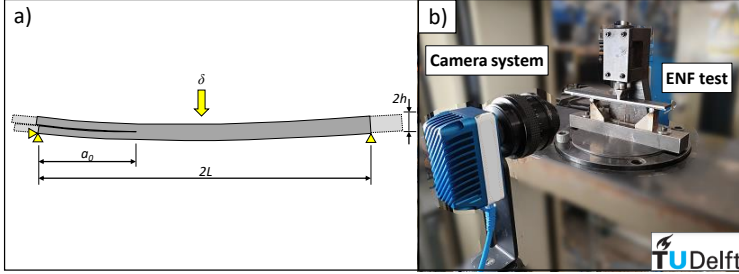 a)
δ
2h
a0
2L
b)
Camera system
ENF test
TUDelft